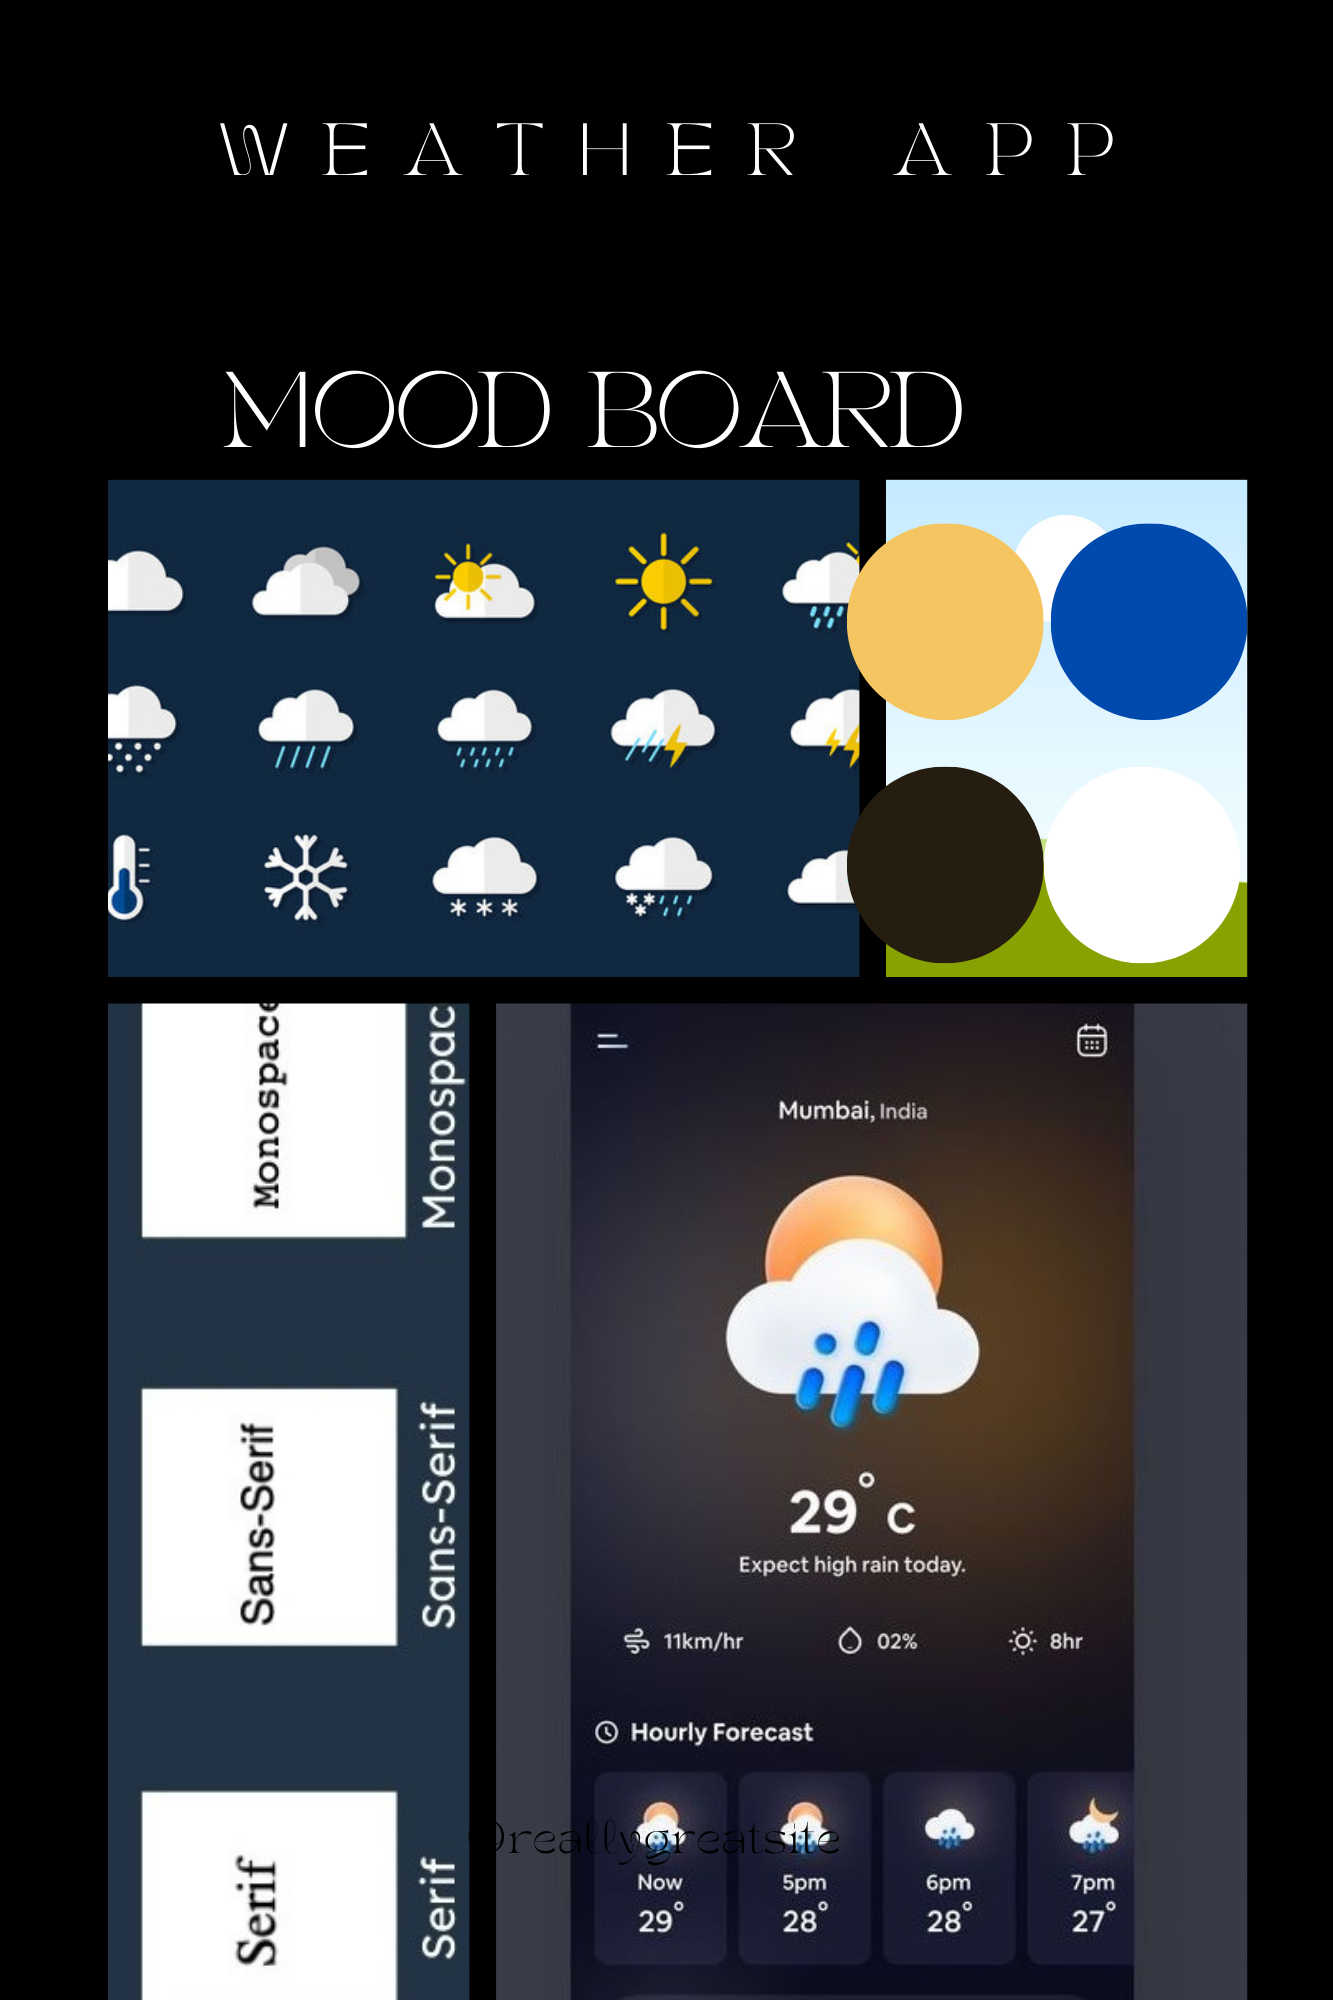 WEATHER APP
MOOD BOARD
Monospace
Monospac
Sans-Serif
Sans-Serif
Serif
Serif
Mumbai, India
29° C
Expect high rain today.
11km/hr 02% 8hr
Hourly Forecast
@reallygreatsite
Now 5pm 6pm 7pm
29° 28° 28° 27°